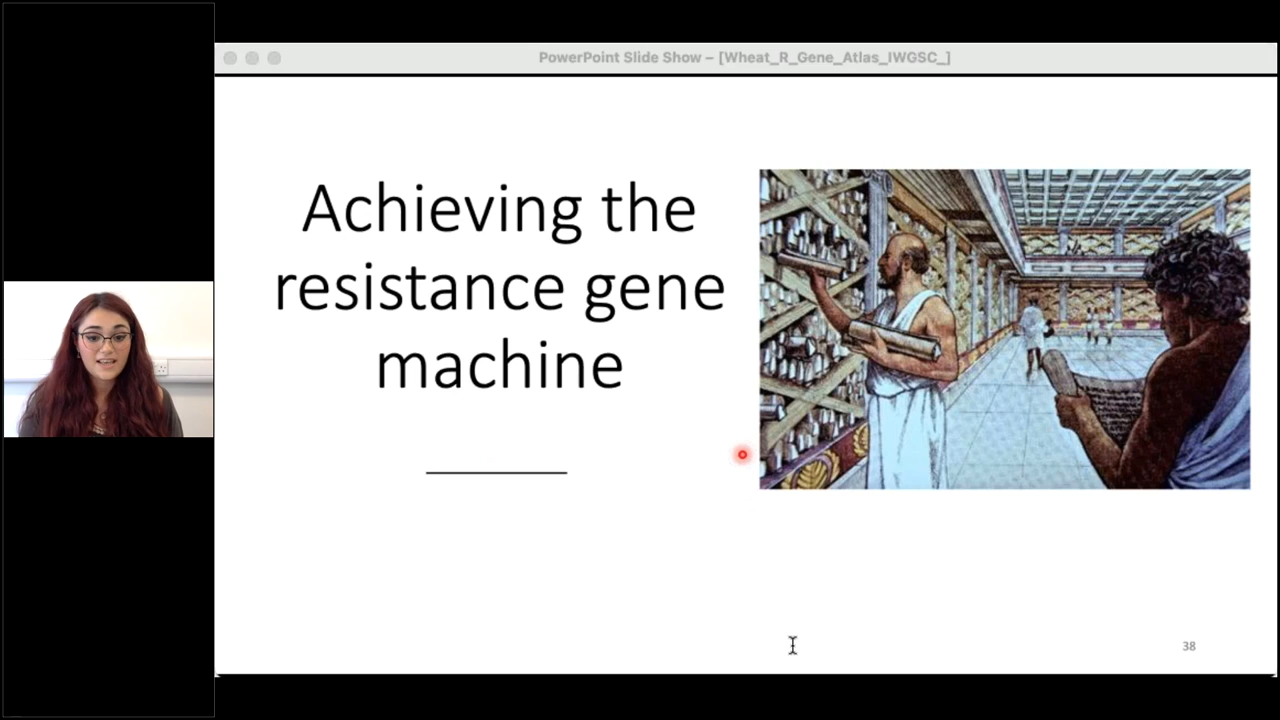 PowerPoint Slide Show – [Wheat_R_Gene_Atlas_IWGSC_]
Achieving the
resistance gene
machine
38